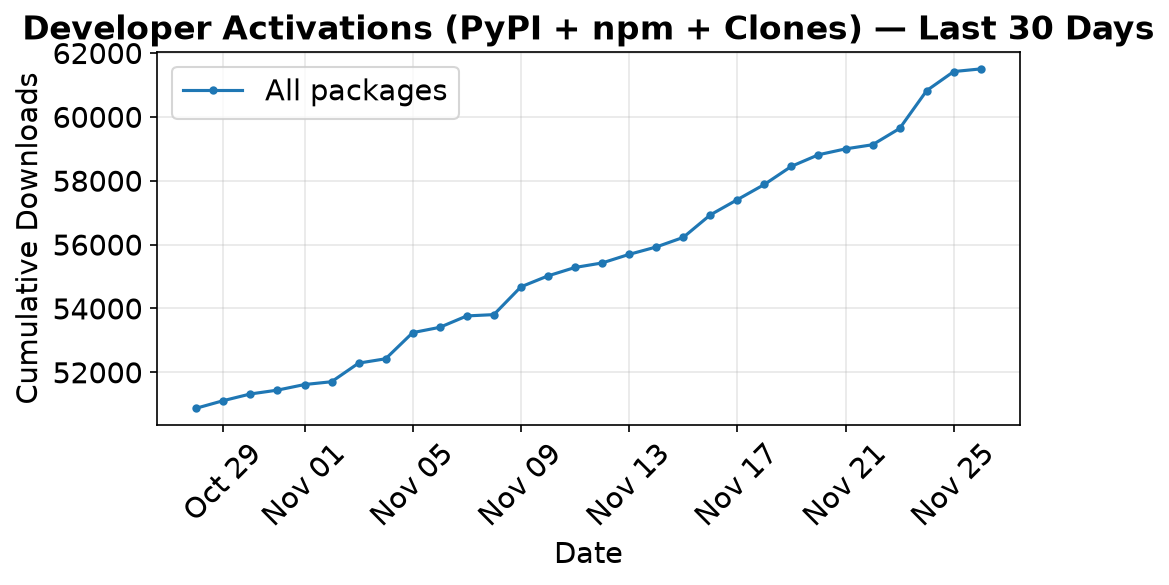 Developer Activations (PyPI + npm + Clones) — Last 30 Days
62000
60000
58000
56000
54000
52000
Cumulative Downloads
All packages
Oct 29
Nov 01
Nov 05
Nov 09
Nov 13
Nov 17
Nov 21
Nov 25
Date